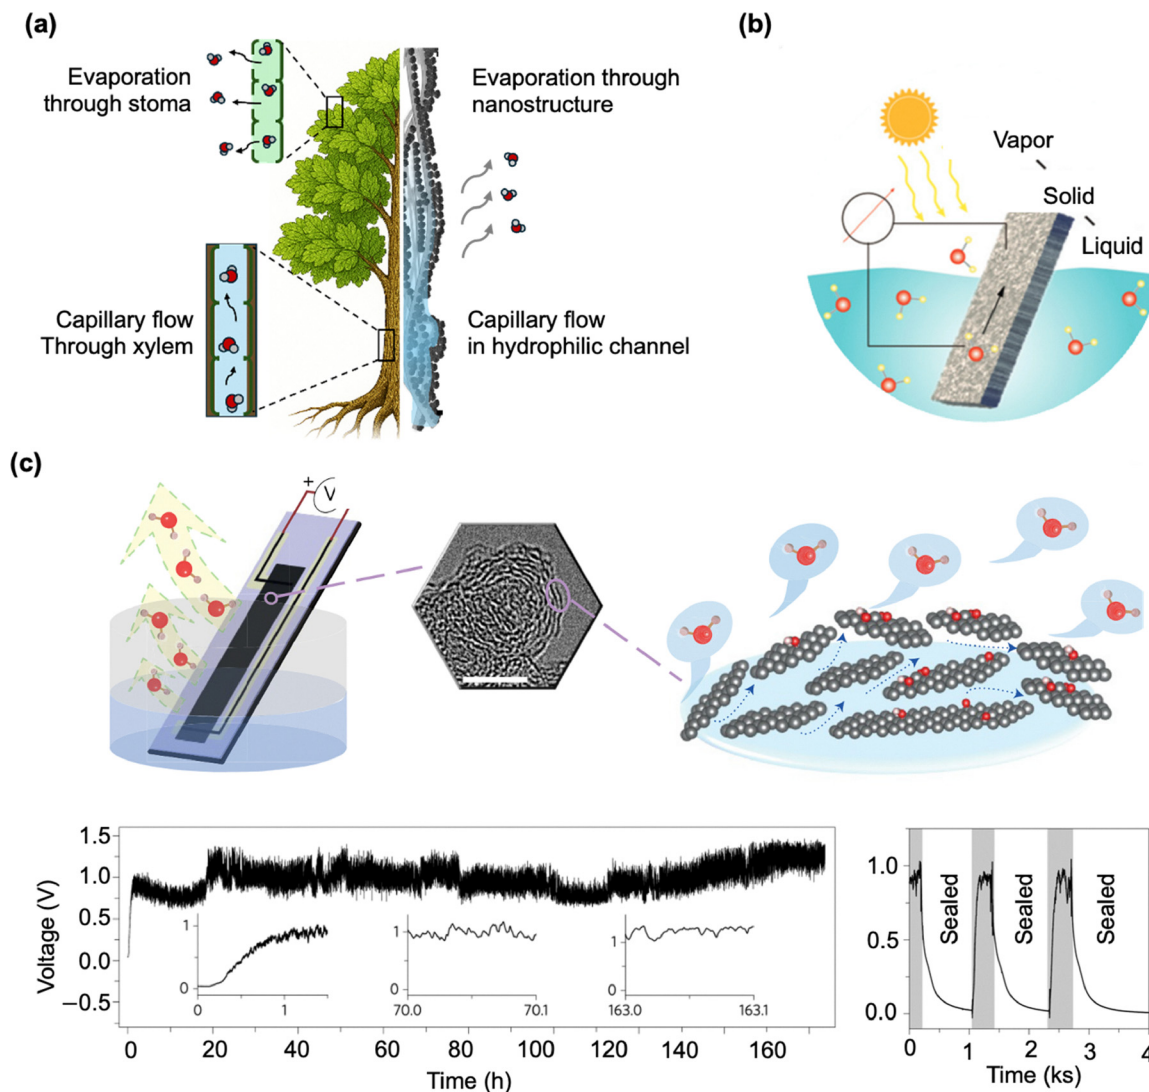 (a)
Evaporation
through stoma
Evaporation through
nanostructure
Capillary flow
Through xylem
Capillary flow
in hydrophilic channel
(b)
Vapor
Solid
Liquid
(c)
+
V
Voltage (V)
1.5
1.0
0.5
0.0
−0.5
1
0
0
1
1
0
70.0
70.1
1
0
163.0
163.1
0
20
40
60
80
100
120
140
160
Time (h)
1.0
0.5
0.0
Sealed
Sealed
Sealed
0
1
2
3
4
Time (ks)